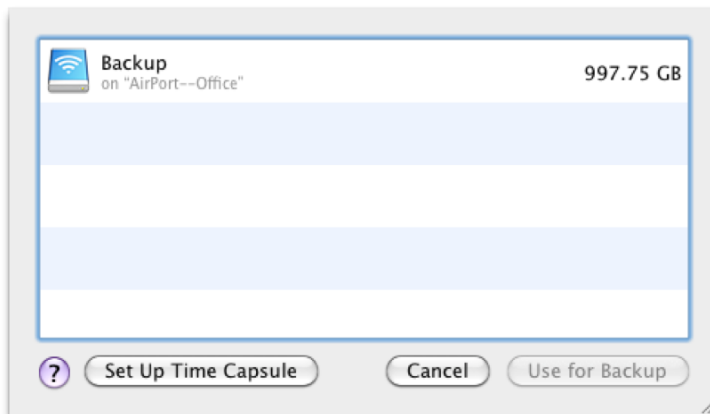 Backup
on “AirPort--Office”
997.75 GB
?
Set Up Time Capsule
Cancel
Use for Backup